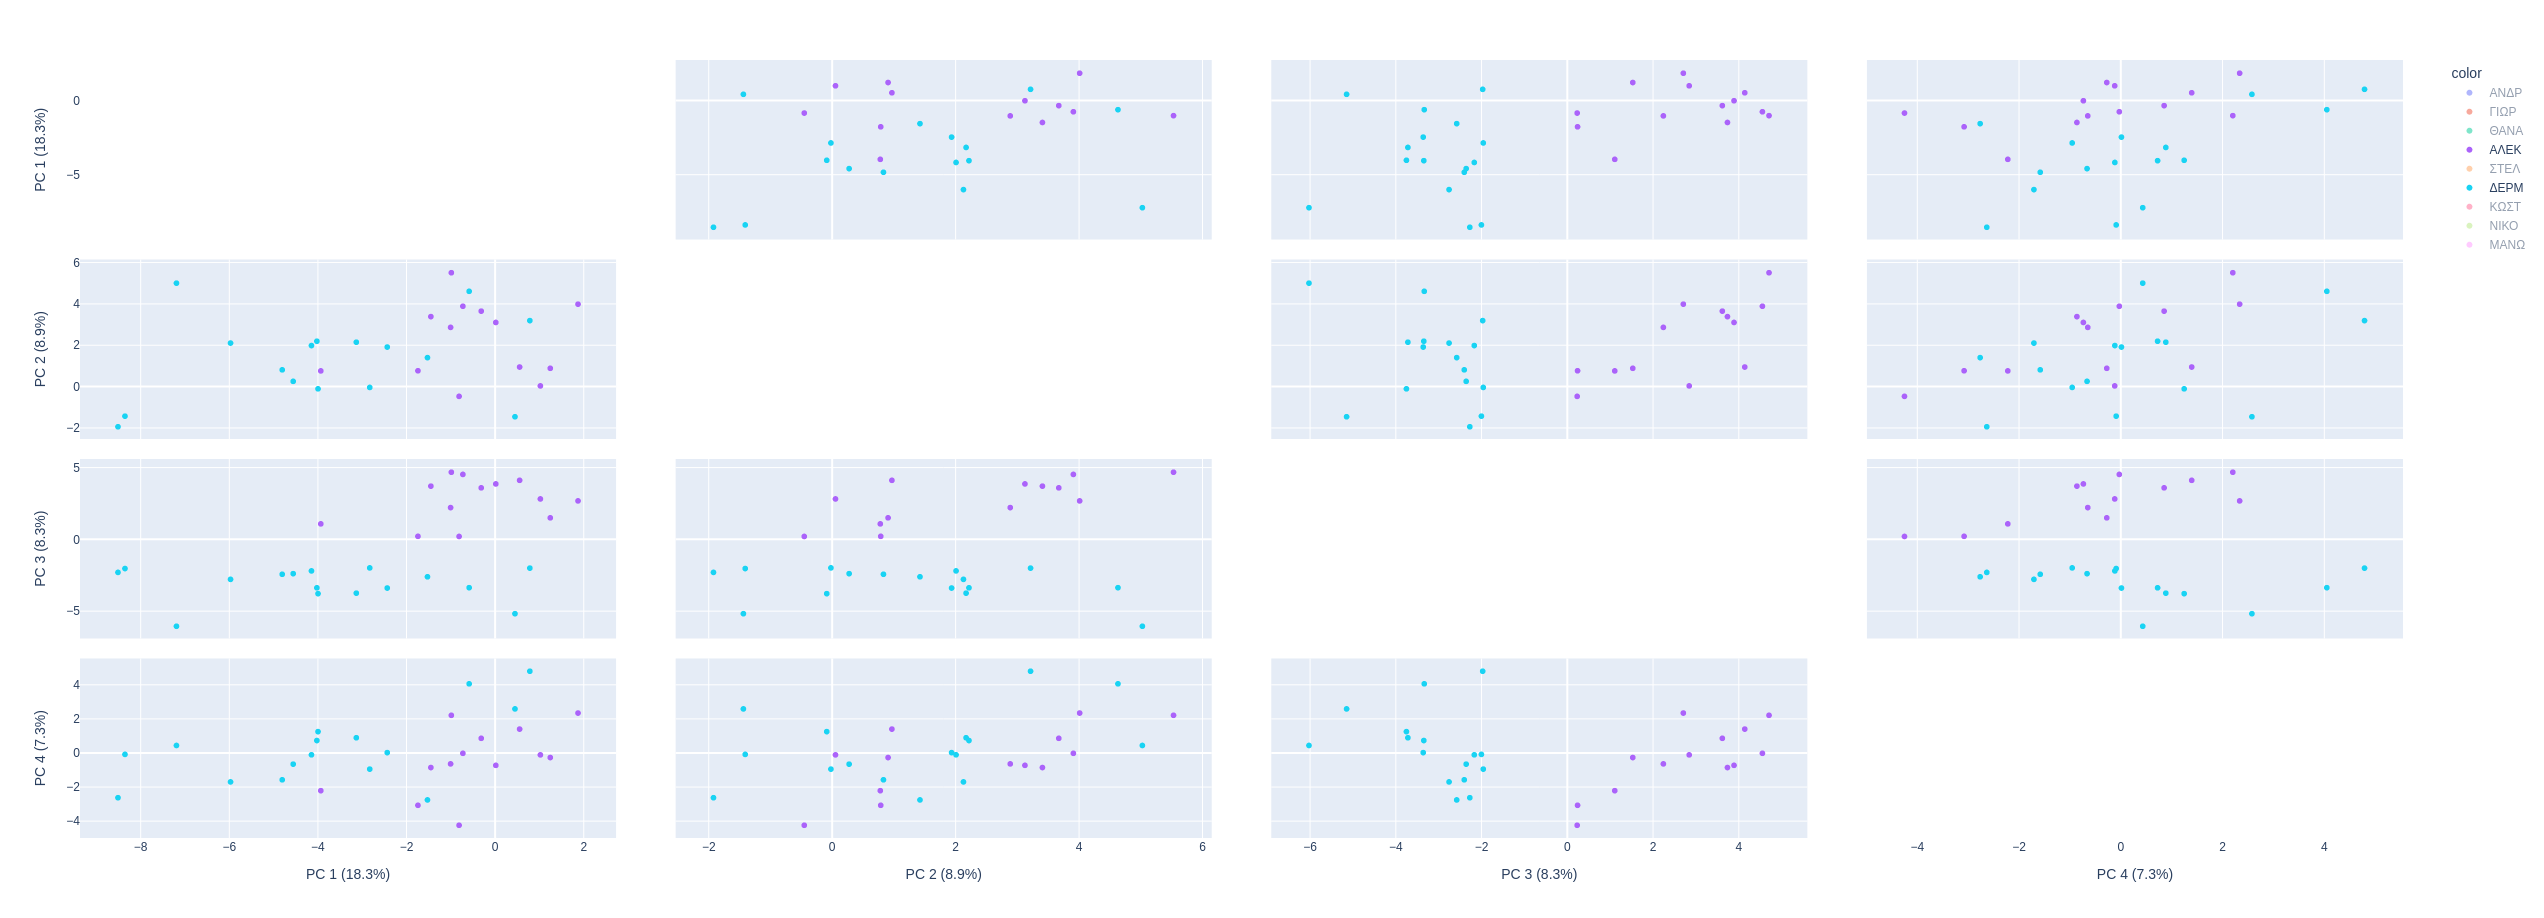 color
ΑΝΔΡ
ΓΙΩΡ
ΘΑΝΑ
ΑΛΕΚ
ΣΤΕΛ
ΔΕΡΜ
ΚΩΣΤ
ΝΙΚΟ
ΜΑΝΩ
PC 1 (18.3%)
0
−5
PC 2 (8.9%)
6
4
2
0
−2
PC 3 (8.3%)
5
0
−5
PC 4 (7.3%)
4
2
0
−2
−4
−8 −6 −4 −2 0 2 −2 0 2 4 6 −6 −4 −2 0 2 4 −4 −2 0 2 4
PC 1 (18.3%) PC 2 (8.9%) PC 3 (8.3%) PC 4 (7.3%)